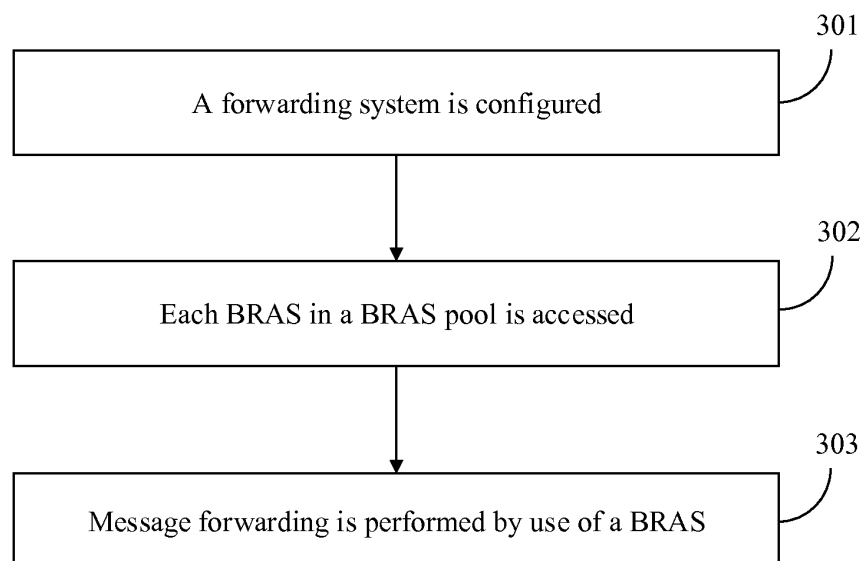 301
A forwarding system is configured
302
Each BRAS in a BRAS pool is accessed
303
Message forwarding is performed by use of a BRAS